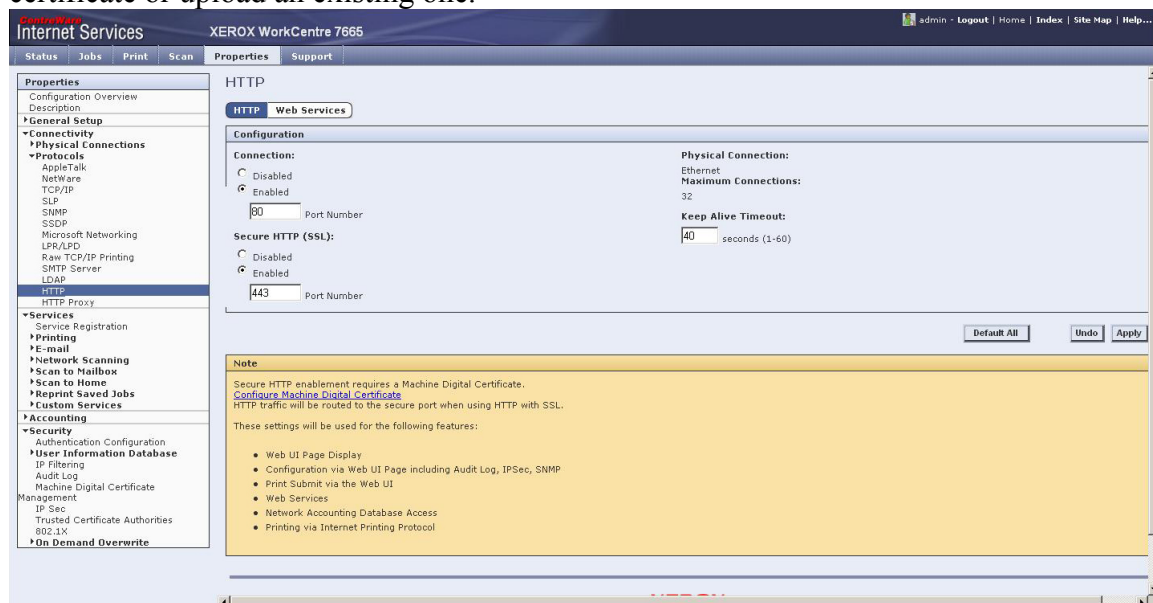 certificate or upload an existing one.
CentreWare
Internet Services
XEROX WorkCentre 7665
admin - Logout | Home | Index | Site Map | Help...
Status Jobs Print Scan Properties Support
Properties
Configuration Overview
Description
General Setup
Connectivity
Physical Connections
Protocols
AppleTalk
NetWare
TCP/IP
SLP
SNMP
SSDP
Microsoft Networking
LPR/LPD
Raw TCP/IP Printing
SMTP Server
LDAP
HTTP
HTTP Proxy
Services
Service Registration
Printing
E-mail
Network Scanning
Scan to Mailbox
Scan to Home
Reprint Saved Jobs
Custom Services
Accounting
Security
Authentication Configuration
User Information Database
IP Filtering
Audit Log
Machine Digital Certificate
Management
IP Sec
Trusted Certificate Authorities
802.1X
On Demand Overwrite
HTTP
HTTP Web Services
Configuration
Connection:
Disabled
Enabled
80 Port Number
Secure HTTP (SSL):
Disabled
Enabled
443 Port Number
Physical Connection:
Ethernet
Maximum Connections:
32
Keep Alive Timeout:
40 seconds (1-60)
Default All Undo Apply
Note
Secure HTTP enablement requires a Machine Digital Certificate.
Configure Machine Digital Certificate
HTTP traffic will be routed to the secure port when using HTTP with SSL.
These settings will be used for the following features:
• Web UI Page Display
• Configuration via Web UI Page including Audit Log, IPSec, SNMP
• Print Submit via the Web UI
• Web Services
• Network Accounting Database Access
• Printing via Internet Printing Protocol